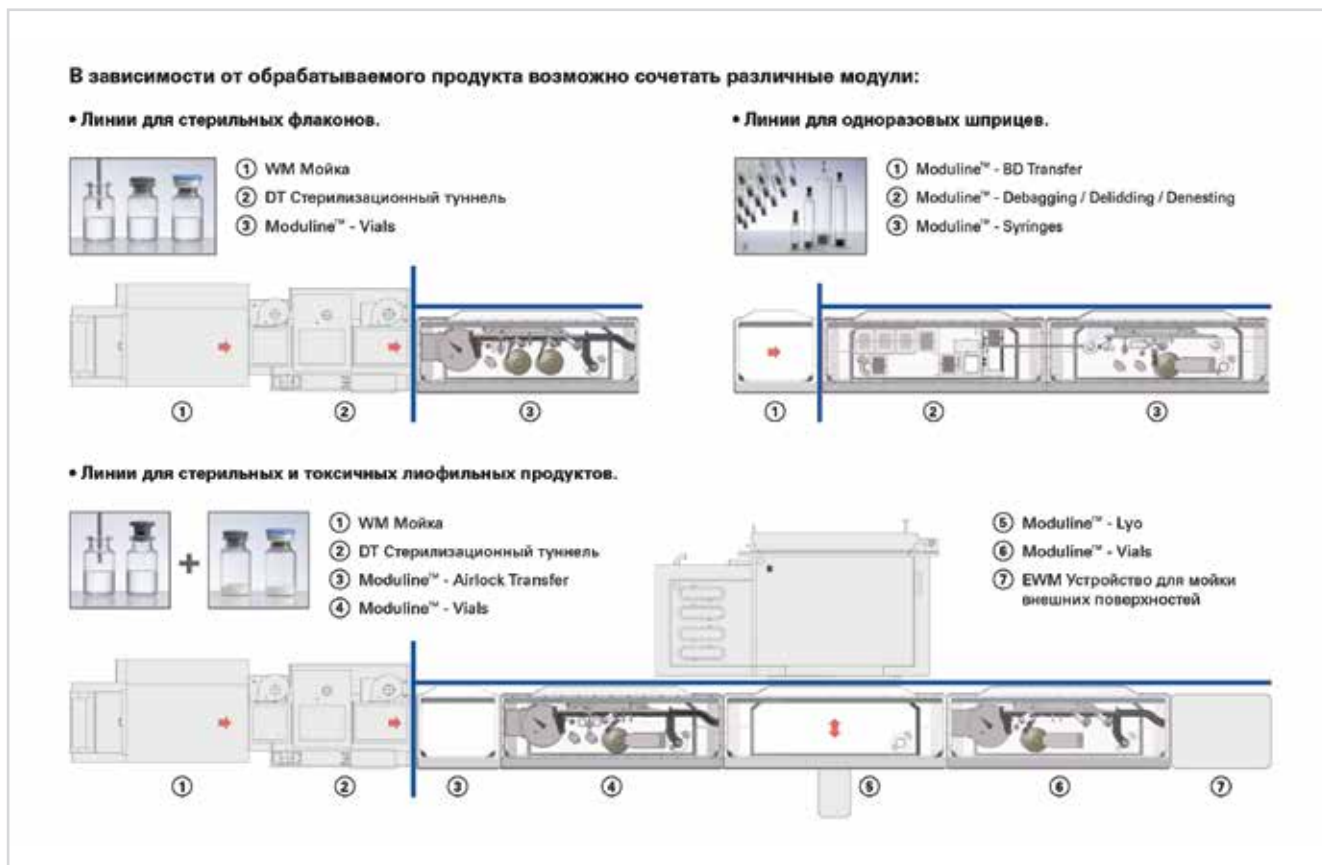 В зависимости от обрабатываемого продукта возможно сочетать различные модули:
• Линии для стерильных флаконов.
① WM Мойка
② DT Стерилизационный туннель
③ Moduline™ - Vials
① ② ③
• Линии для одноразовых шприцев.
① Moduline™ - BD Transfer
② Moduline™ - Debagging / Delidding / Denesting
③ Moduline™ - Syringes
① ② ③
• Линии для стерильных и токсичных лиофильных продуктов.
① WM Мойка
② DT Стерилизационный туннель
③ Moduline™ - Airlock Transfer
④ Moduline™ - Vials
⑤ Moduline™ - Lyo
⑥ Moduline™ - Vials
⑦ EWM Устройство для мойки
внешних поверхностей
① ② ③ ④ ⑤ ⑥ ⑦